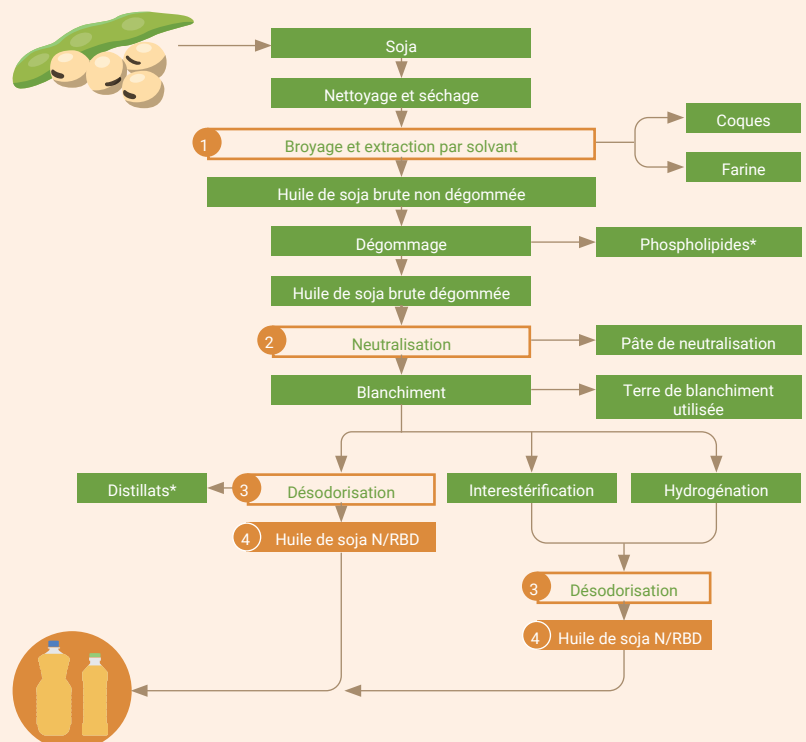 Soja
Nettoyage et séchage
1
Broyage et extraction par solvant
Coques
Farine
Huile de soja brute non dégommée
Dégommage
Phospholipides*
Huile de soja brute dégommée
2
Neutralisation
Pâte de neutralisation
Blanchiment
Terre de blanchiment
utilisée
Distillats*
3
Désodorisation
Interestérification
Hydrogénation
4
Huile de soja N/RBD
3
Désodorisation
4
Huile de soja N/RBD